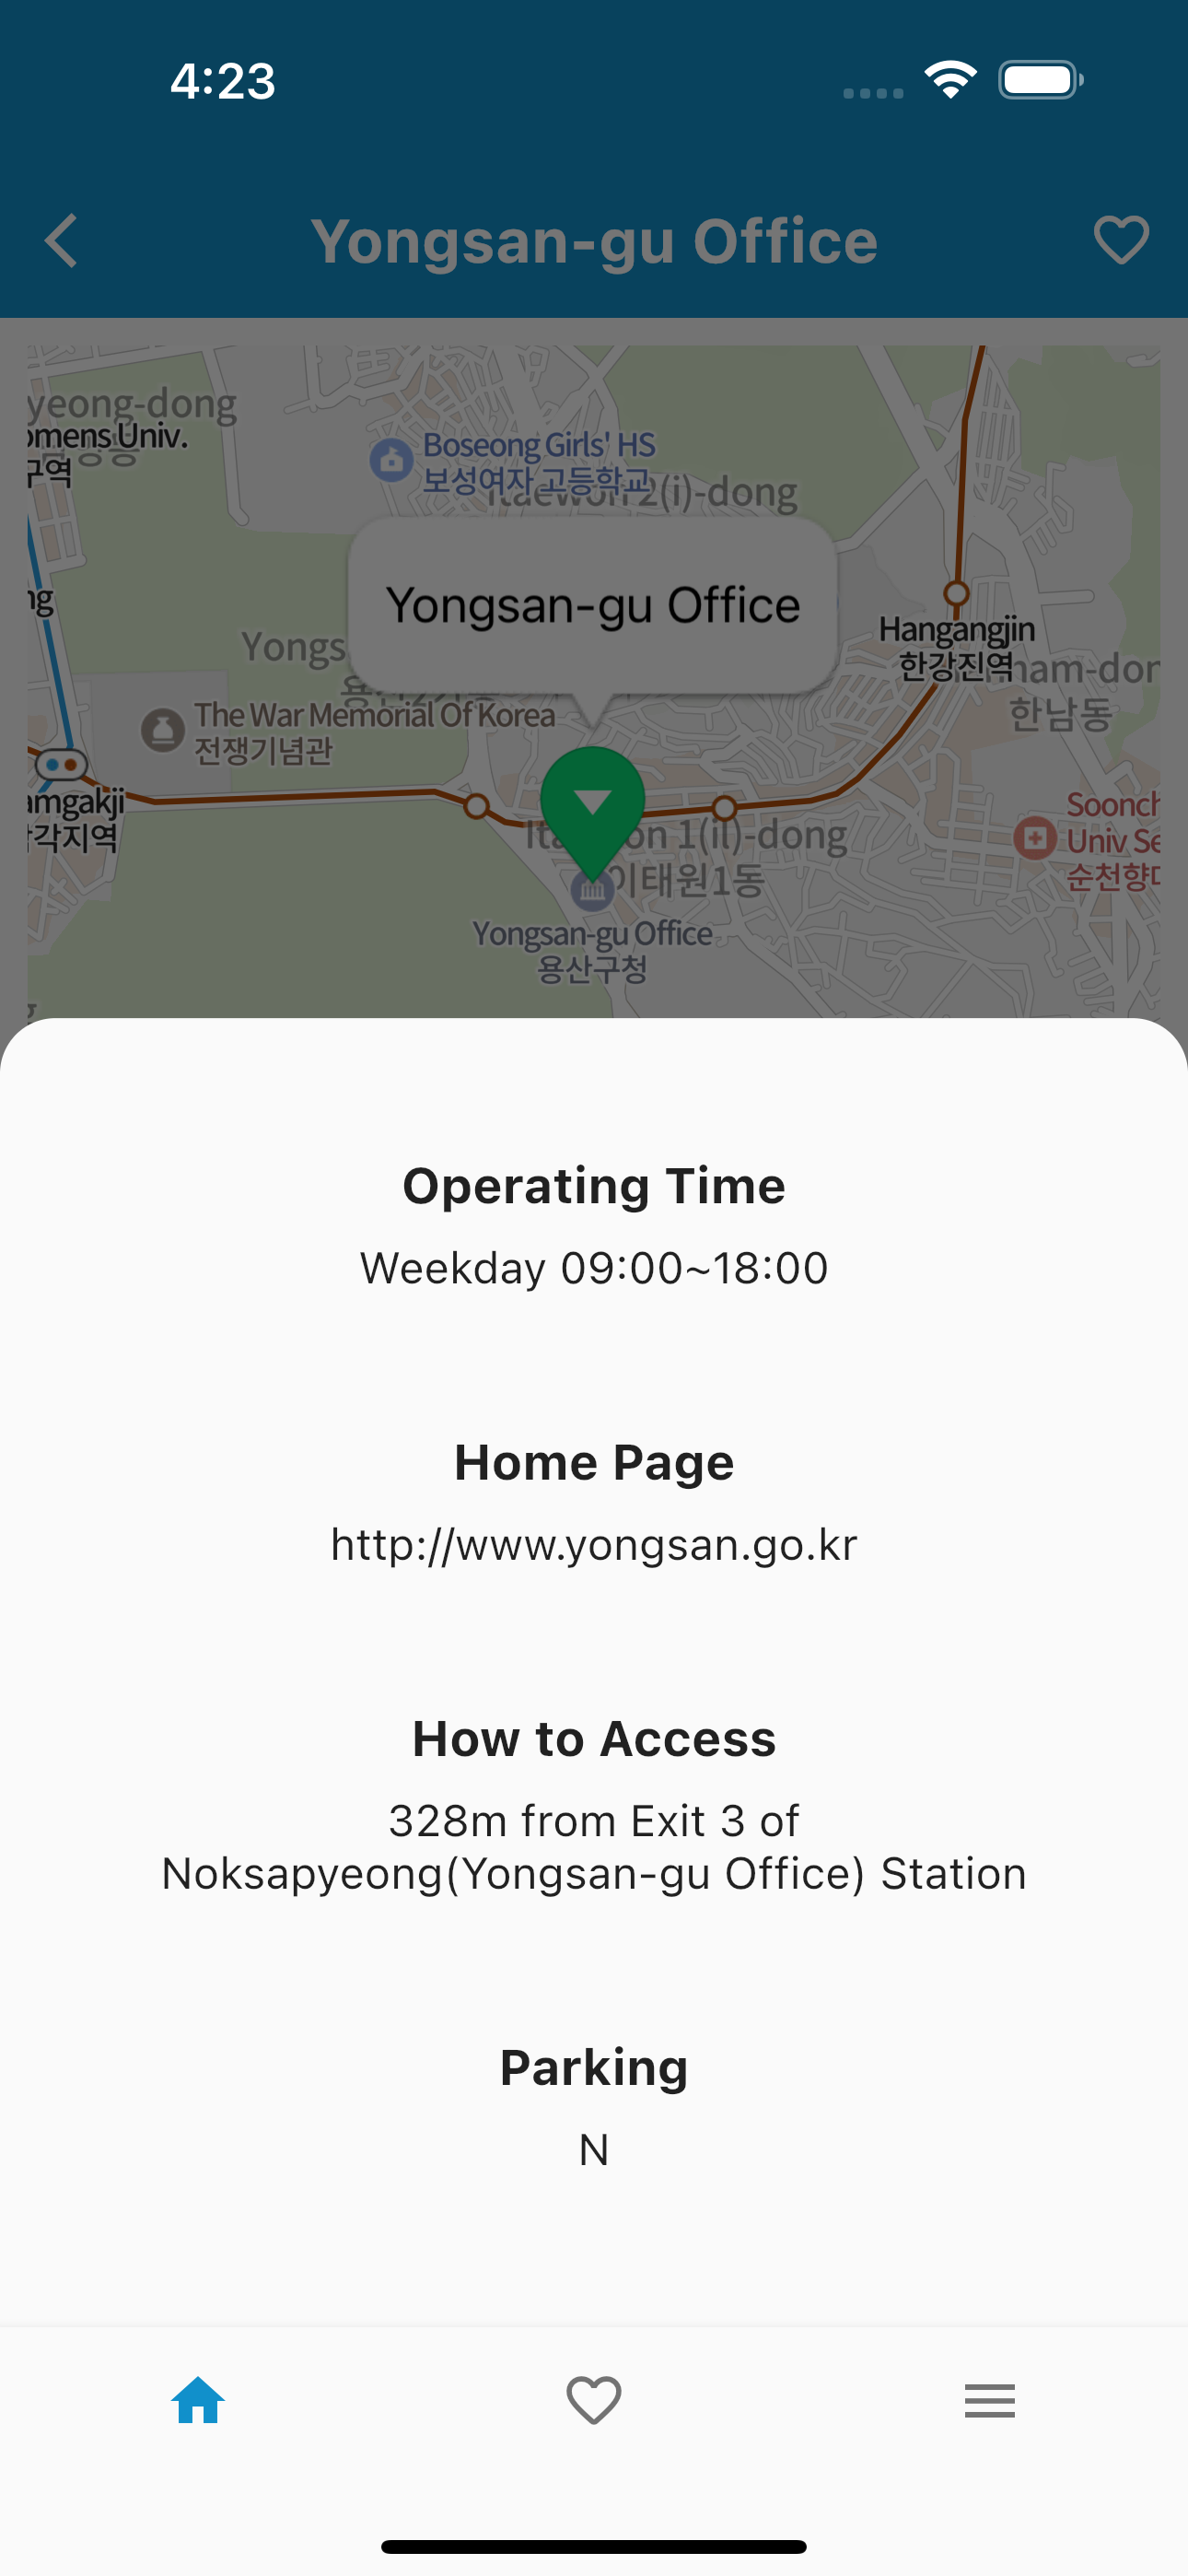 4:23
Yongsan-gu Office
yeong-dong
omens Univ.
구역
Boseong Girls' HS
보성여자 고등학교
Itaewon 2(i)-dong
Yongsan-gu Office
ng
Yongs
Hangangjin
한강진역
nam-don
한남동
The War Memorial Of Korea
전쟁기념관
amgakji
각지역
Soonch
Univ Se
순천향대
1(il)-dong
이태원1동
Yongsan-gu Office
용산구청
Operating Time
Weekday 09:00~18:00
Home Page
http://www.yongsan.go.kr
How to Access
328m from Exit 3 of
Noksapyeong(Yongsan-gu Office) Station
Parking
N